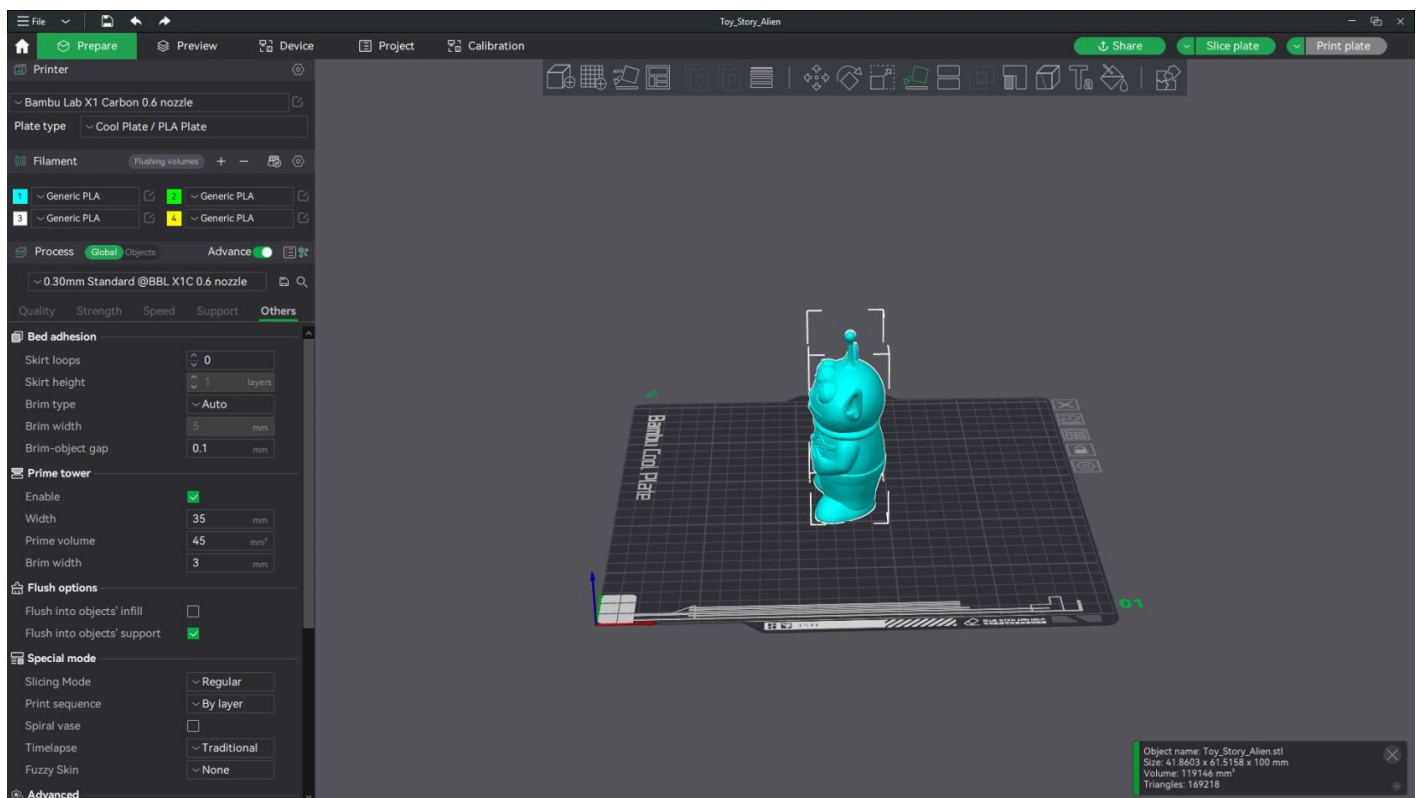 File
Toy_Story_Alien
Prepare
Preview
Device
Project
Calibration
Share
Slice plate
Print plate
Printer
Bambu Lab X1 Carbon 0.6 nozzle
Plate type
Cool Plate / PLA Plate
Filament
Flushing volumes
1 Generic PLA
2 Generic PLA
3 Generic PLA
4 Generic PLA
Process
Global
Objects
Advance
0.30mm Standard @BBL X1C 0.6 nozzle
Quality
Strength
Speed
Support
Others
Bed adhesion
Skirt loops 0
Skirt height 1 layers
Brim type Auto
Brim width 5 mm
Brim-object gap 0.1 mm
Prime tower
Enable
Width 35 mm
Prime volume 45 mm³
Brim width 3 mm
Flush options
Flush into objects' infill
Flush into objects' support
Special mode
Slicing Mode Regular
Print sequence By layer
Spiral vase
Timelapse Traditional
Fuzzy Skin None
Advanced
Bambu Cool Plate
01
Object name: Toy_Story_Alien.stl
Size: 41.8603 x 61.5158 x 100 mm
Volume: 119146 mm³
Triangles: 169218